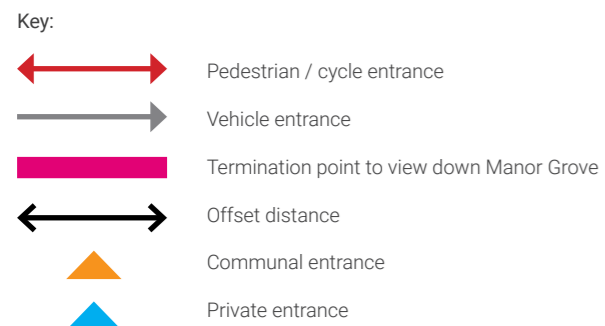 Key:
Pedestrian / cycle entrance
Vehicle entrance
Termination point to view down Manor Grove
Offset distance
Communal entrance
Private entrance